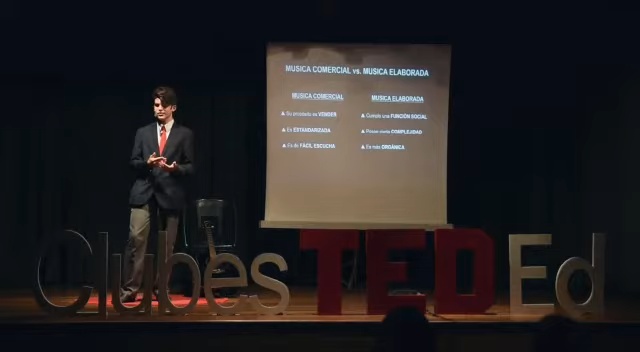 MUSICA COMERCIAL vs. MUSICA ELABORADA
MUSICA COMERCIAL
MUSICA ELABORADA
Su prioridad es VENDER
Cumple una FUNCIÓN SOCIAL
Es ESTANDARIZADA
Posee cierta COMPLEJIDAD
Es de FÁCIL ESCUCHA
Es más ORGÁNICA
Clubes TED Ed